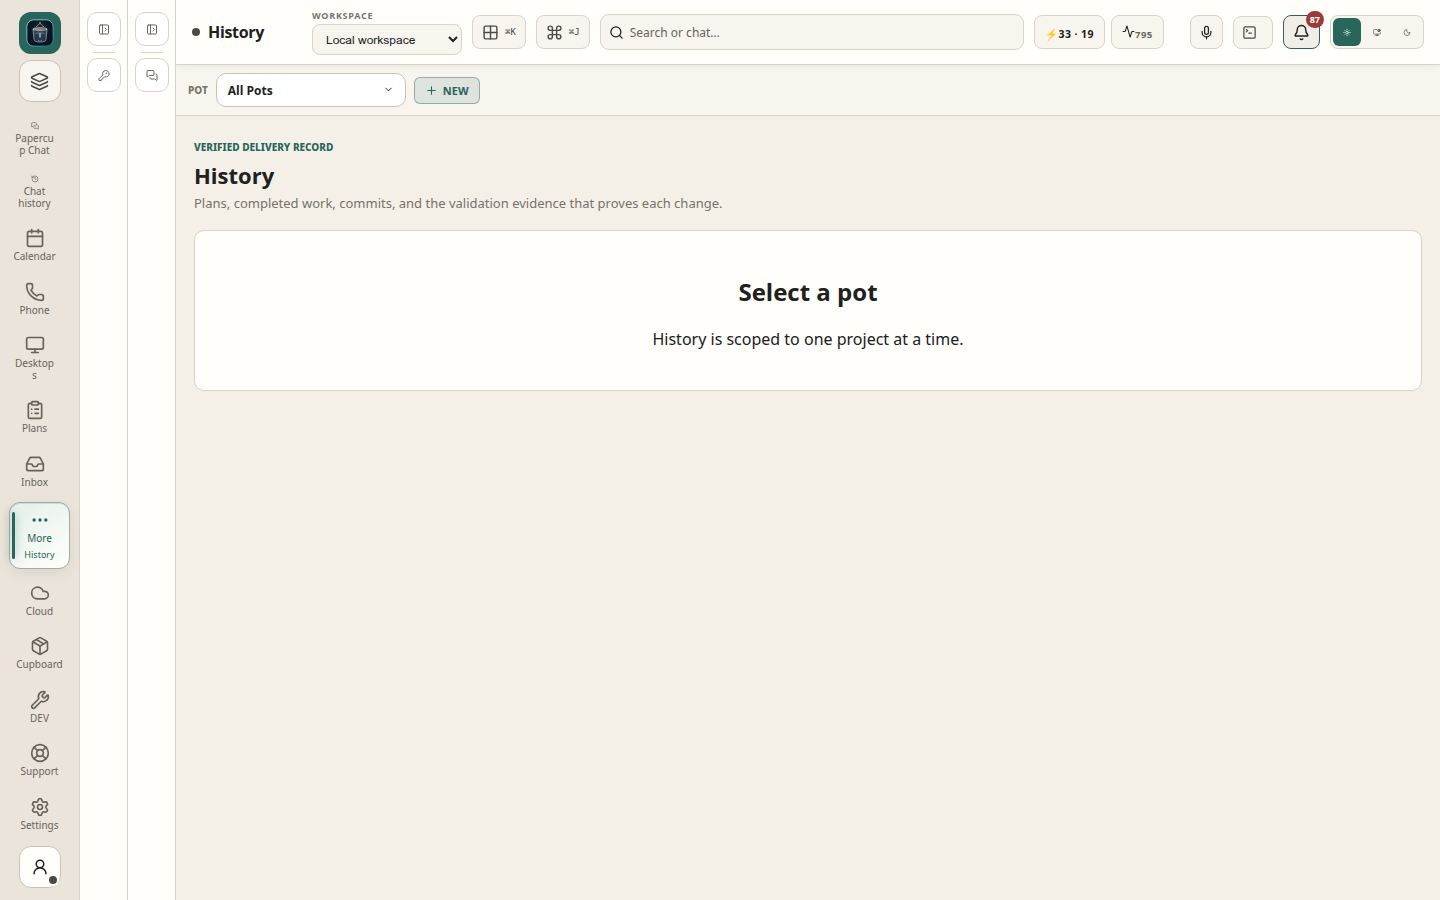 Papercu
p Chat
Chat
history
Calendar
Phone
Desktop
s
Plans
Inbox
More
History
Cloud
Cupboard
DEV
Support
Settings
History
WORKSPACE
Local workspace
⌘K
⌘J
Search or chat...
⚡33 · 19
795
87
POT
All Pots
+ NEW
VERIFIED DELIVERY RECORD
History
Plans, completed work, commits, and the validation evidence that proves each change.
Select a pot
History is scoped to one project at a time.